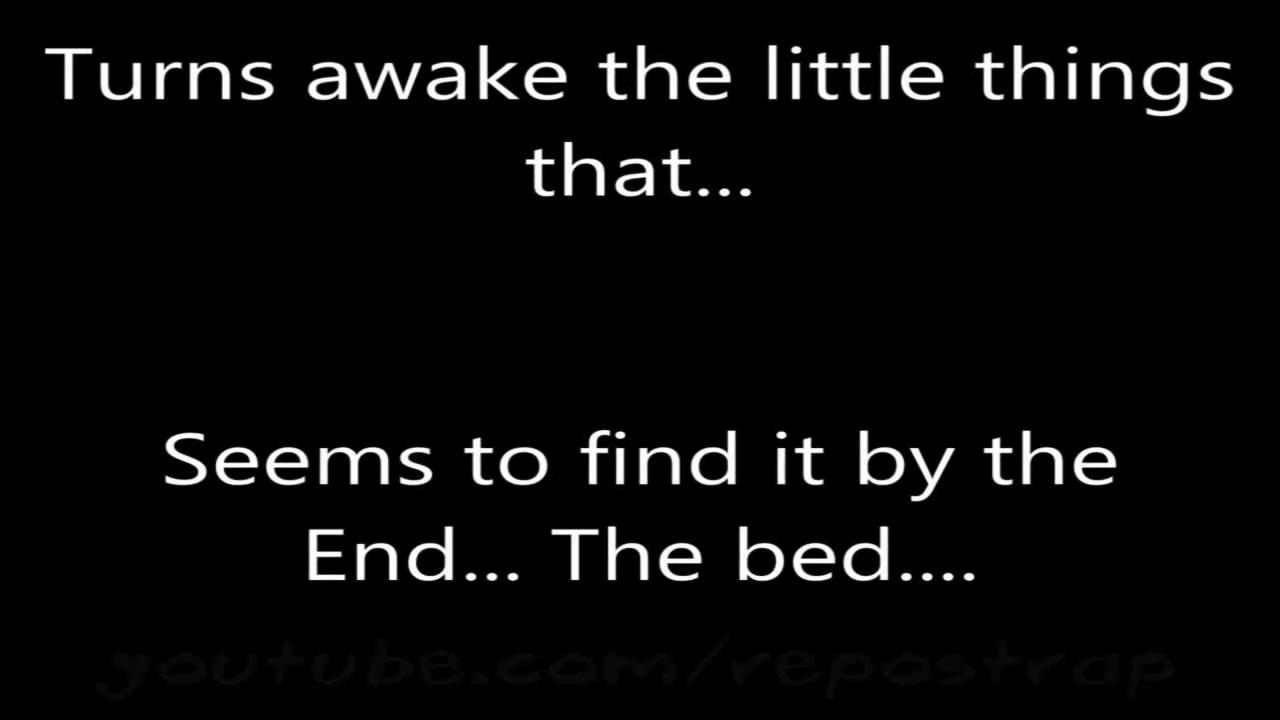 Turns awake the little things
that...
Seems to find it by the
End... The bed....
youtube.com/repostrap